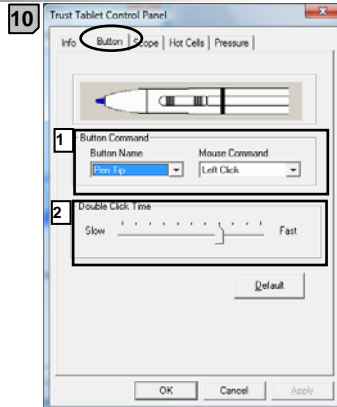 10
Trust Tablet Control Panel
Info Button Scope Hot Cells Pressure
1
Button Command
Button Name Mouse Command
Pen Tip Left Click
2
Double Click Time
Slow Fast
Default
OK Cancel Apply